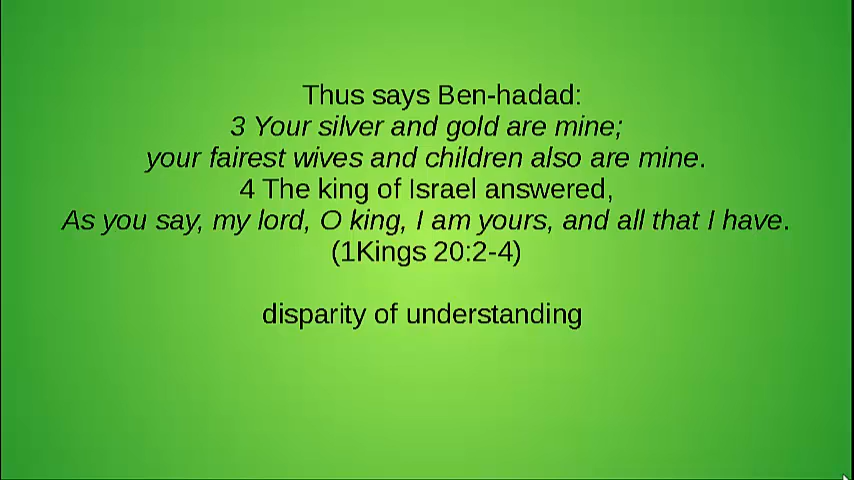 Thus says Ben-hadad:
3 Your silver and gold are mine;
your fairest wives and children also are mine.
4 The king of Israel answered,
As you say, my lord, O king, I am yours, and all that I have.
(1Kings 20:2-4)
disparity of understanding